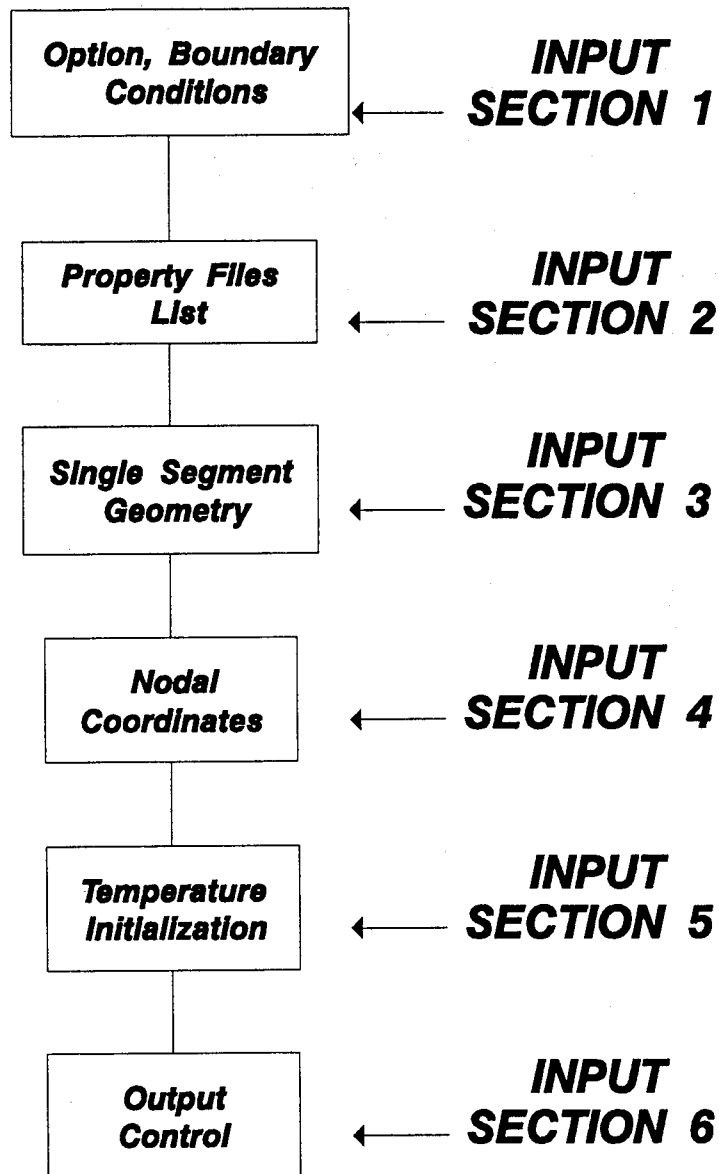 Option, Boundary
Conditions
INPUT
SECTION 1
Property Files
List
INPUT
SECTION 2
Single Segment
Geometry
INPUT
SECTION 3
Nodal
Coordinates
INPUT
SECTION 4
Temperature
Initialization
INPUT
SECTION 5
Output
Control
INPUT
SECTION 6